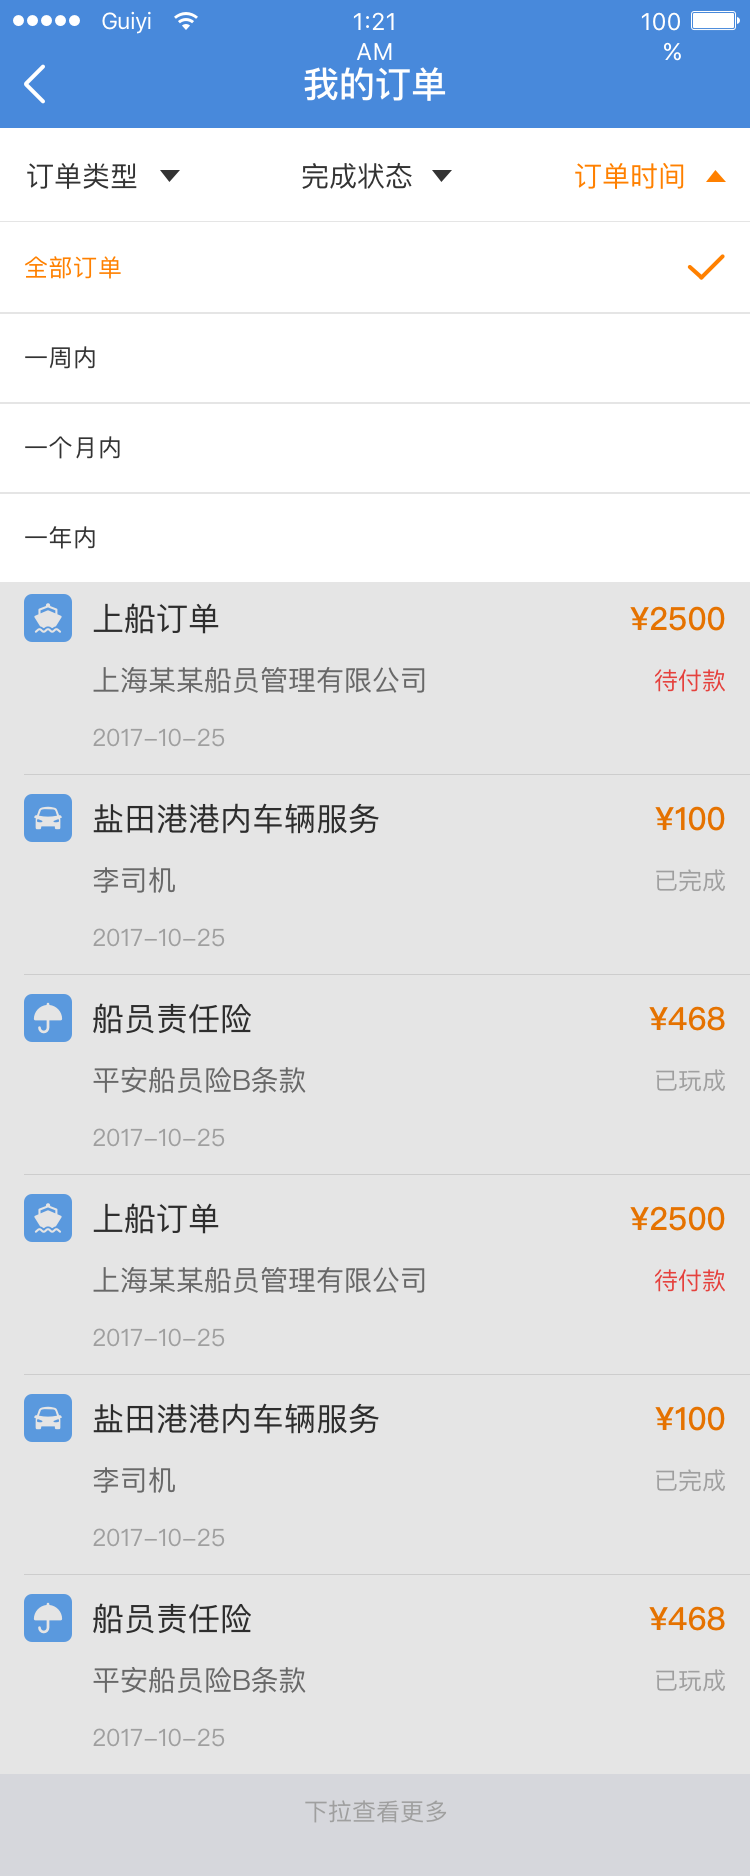 Guiyi 1:21 AM 100 %
我的订单
订单类型 完成状态 订单时间
全部订单
一周内
一个月内
一年内
上船订单 ¥2500
上海某某船员管理有限公司 待付款
2017-10-25
盐田港港内车辆服务 ¥100
李司机 已完成
2017-10-25
船员责任险 ¥468
平安船员险B条款 已玩成
2017-10-25
上船订单 ¥2500
上海某某船员管理有限公司 待付款
2017-10-25
盐田港港内车辆服务 ¥100
李司机 已完成
2017-10-25
船员责任险 ¥468
平安船员险B条款 已玩成
2017-10-25
下拉查看更多